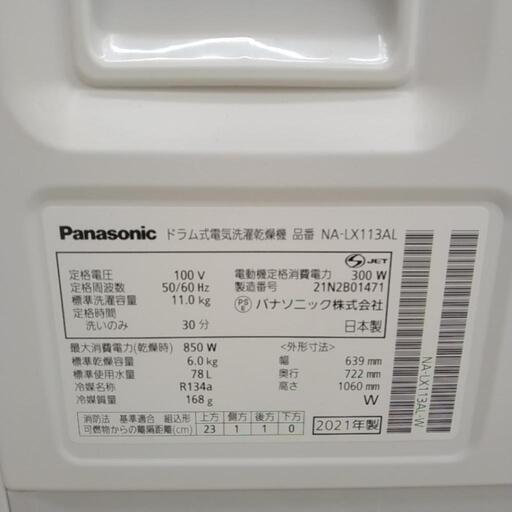 Panasonic ドラム式電気洗濯乾燥機 品番 NA-LX113AL
S JET
定格電圧 100 V
定格周波数 50/60 Hz
標準洗濯容量 11.0 kg
定格時間
洗いのみ 30 分
電動機定格消費電力 300 W
製造番号 21N2B01471
PSE パナソニック株式会社
日本製
最大消費電力(乾燥時) 850 W
標準乾燥容量 6.0 kg
標準使用水量 78 L
冷媒名称 R134a
冷媒質量 168 g
<外形寸法>
幅 639 mm
奥行 722 mm
高さ 1060 mm
W
消防法 基準適合 組込形 上方 側方 後方 下方
可燃物からの離隔距離(cm) 23 1 1 0
2021年製
NA-LX113AL-W